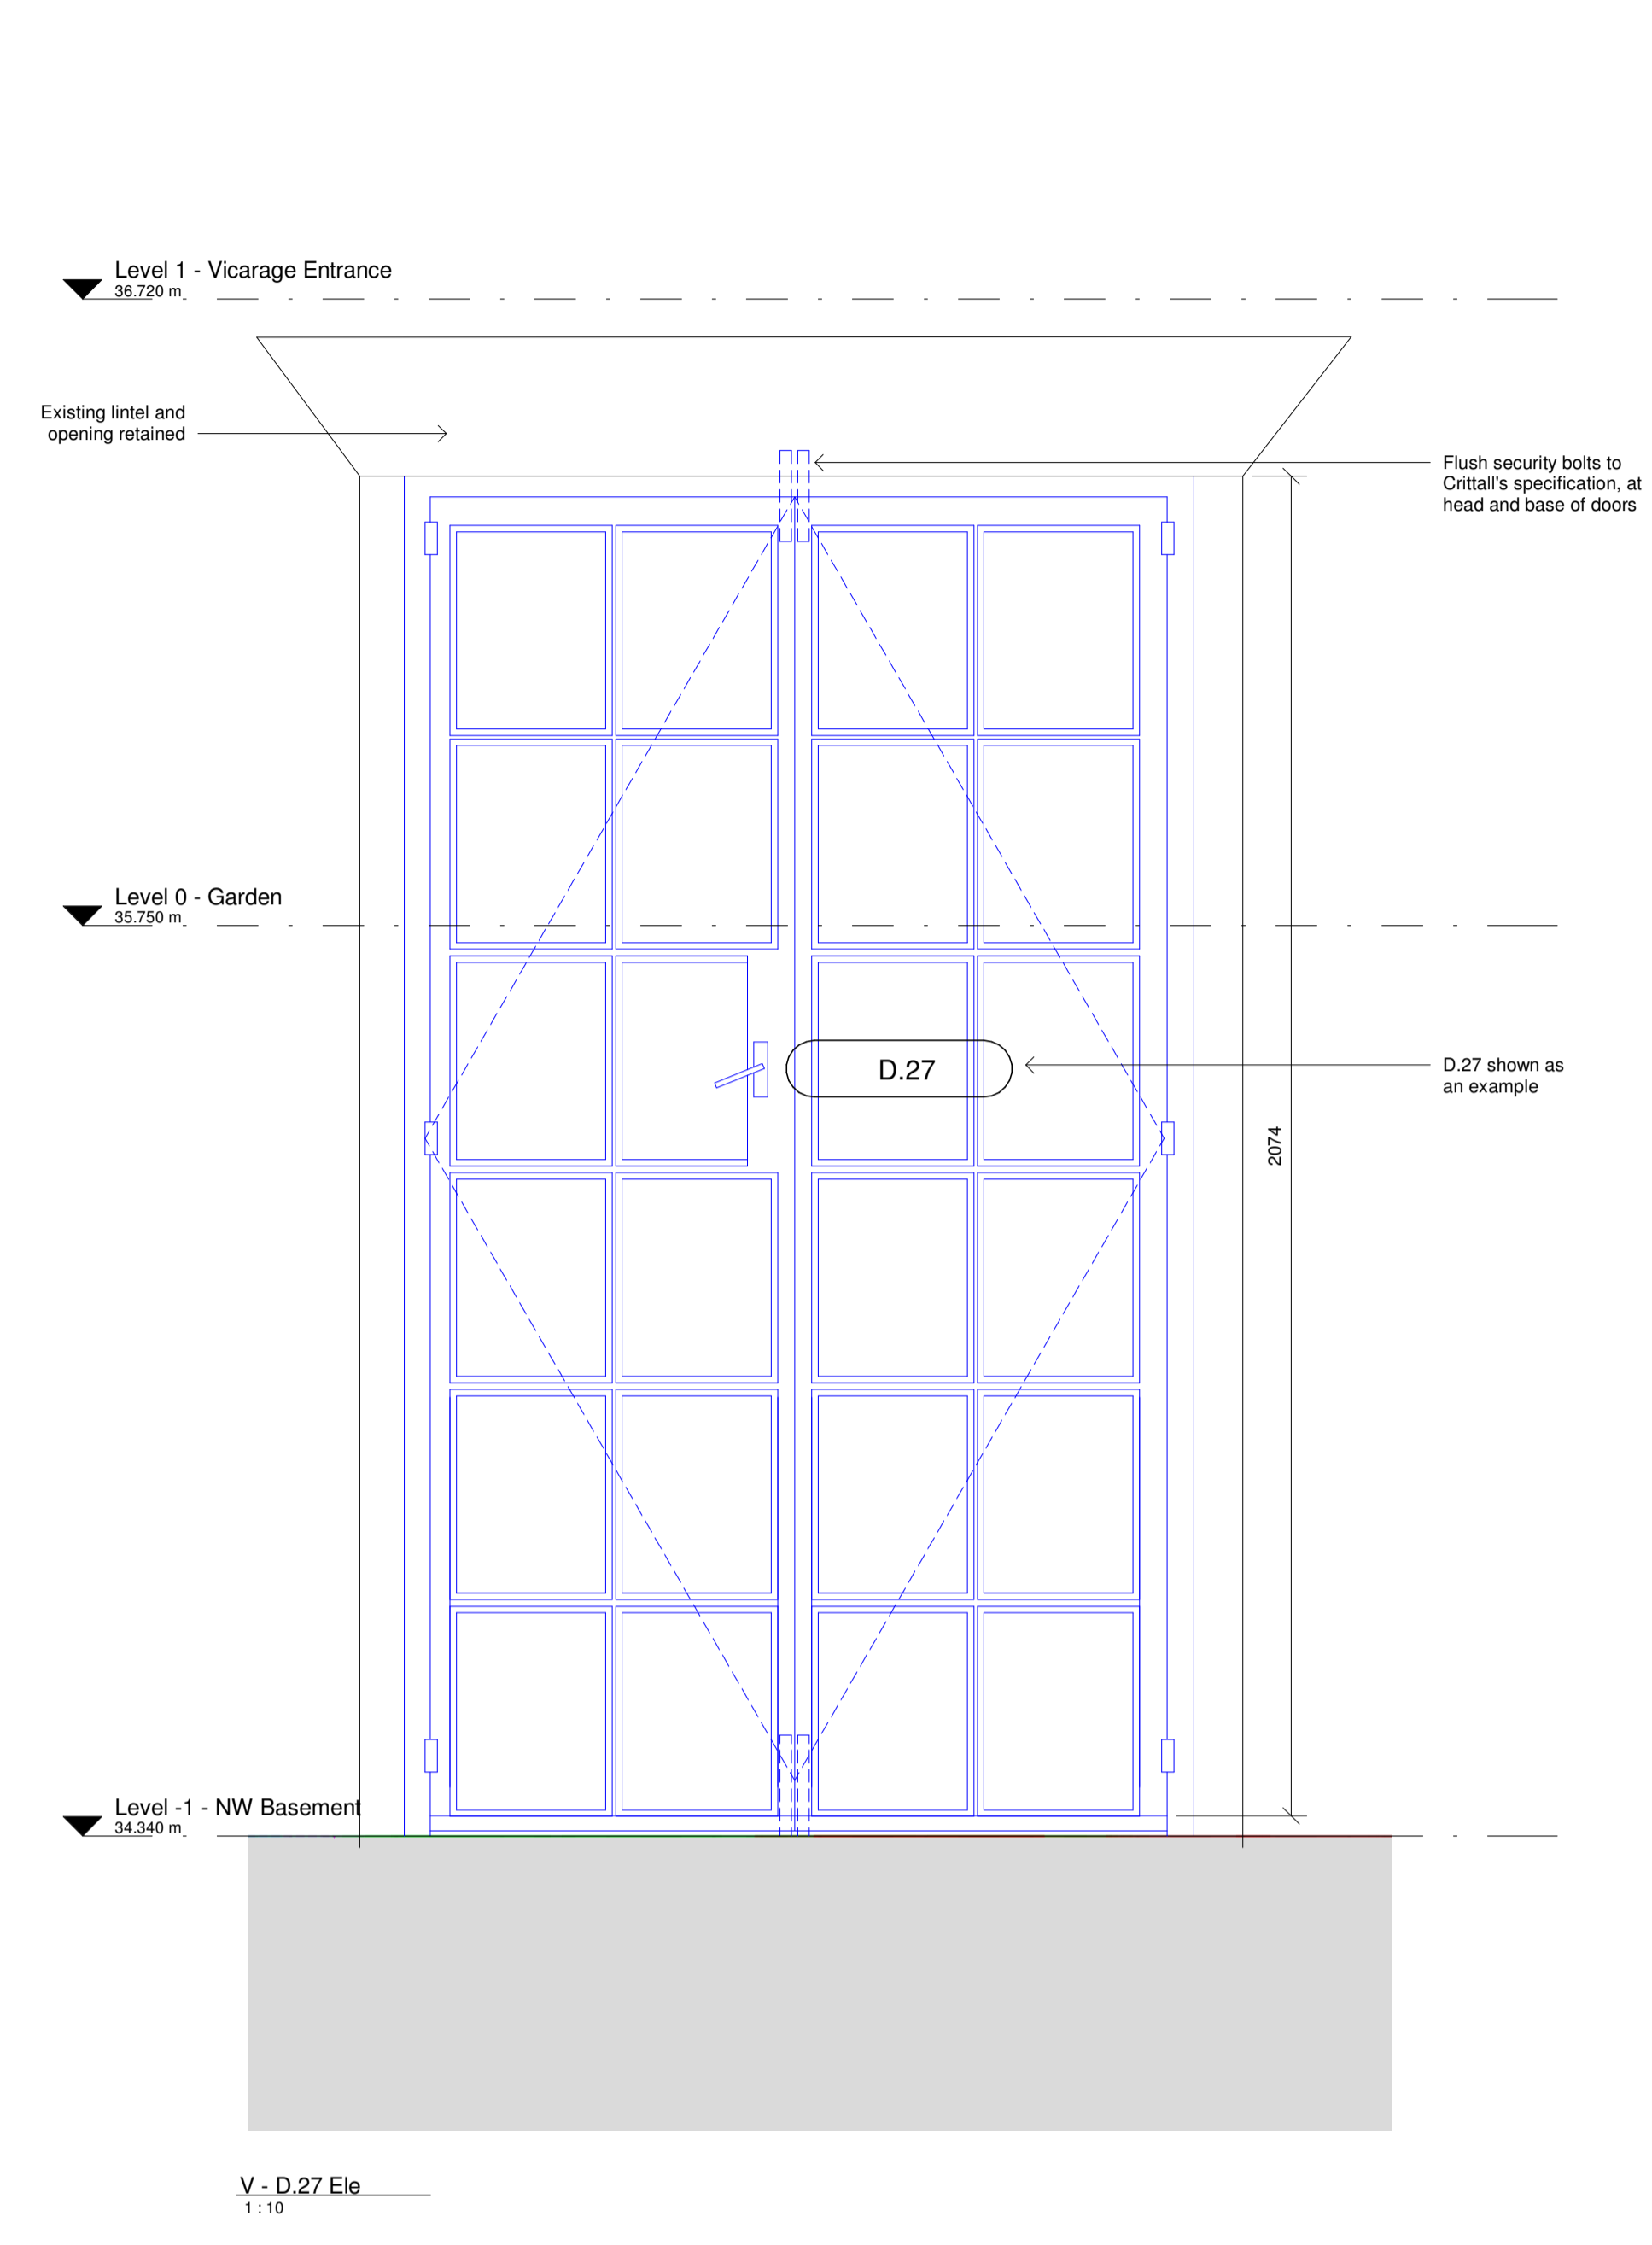 Level 1 - Vicarage Entrance
36.720 m
Existing lintel and
opening retained
Flush security bolts to
Crittall's specification, at
head and base of doors
Level 0 - Garden
35.750 m
D.27
D.27 shown as
an example
2074
Level -1 - NW Basement
34.340 m
V - D.27 Ele
1 : 10